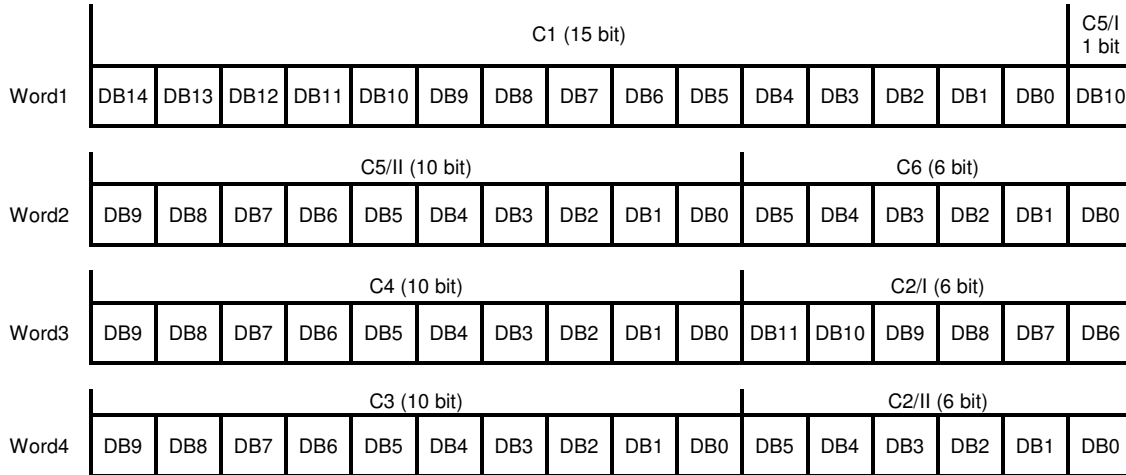 C1 (15 bit) C5/I
1 bit
Word1 DB14 DB13 DB12 DB11 DB10 DB9 DB8 DB7 DB6 DB5 DB4 DB3 DB2 DB1 DB0 DB10
C5/II (10 bit) C6 (6 bit)
Word2 DB9 DB8 DB7 DB6 DB5 DB4 DB3 DB2 DB1 DB0 DB5 DB4 DB3 DB2 DB1 DB0
C4 (10 bit) C2/I (6 bit)
Word3 DB9 DB8 DB7 DB6 DB5 DB4 DB3 DB2 DB1 DB0 DB11 DB10 DB9 DB8 DB7 DB6
C3 (10 bit) C2/II (6 bit)
Word4 DB9 DB8 DB7 DB6 DB5 DB4 DB3 DB2 DB1 DB0 DB5 DB4 DB3 DB2 DB1 DB0